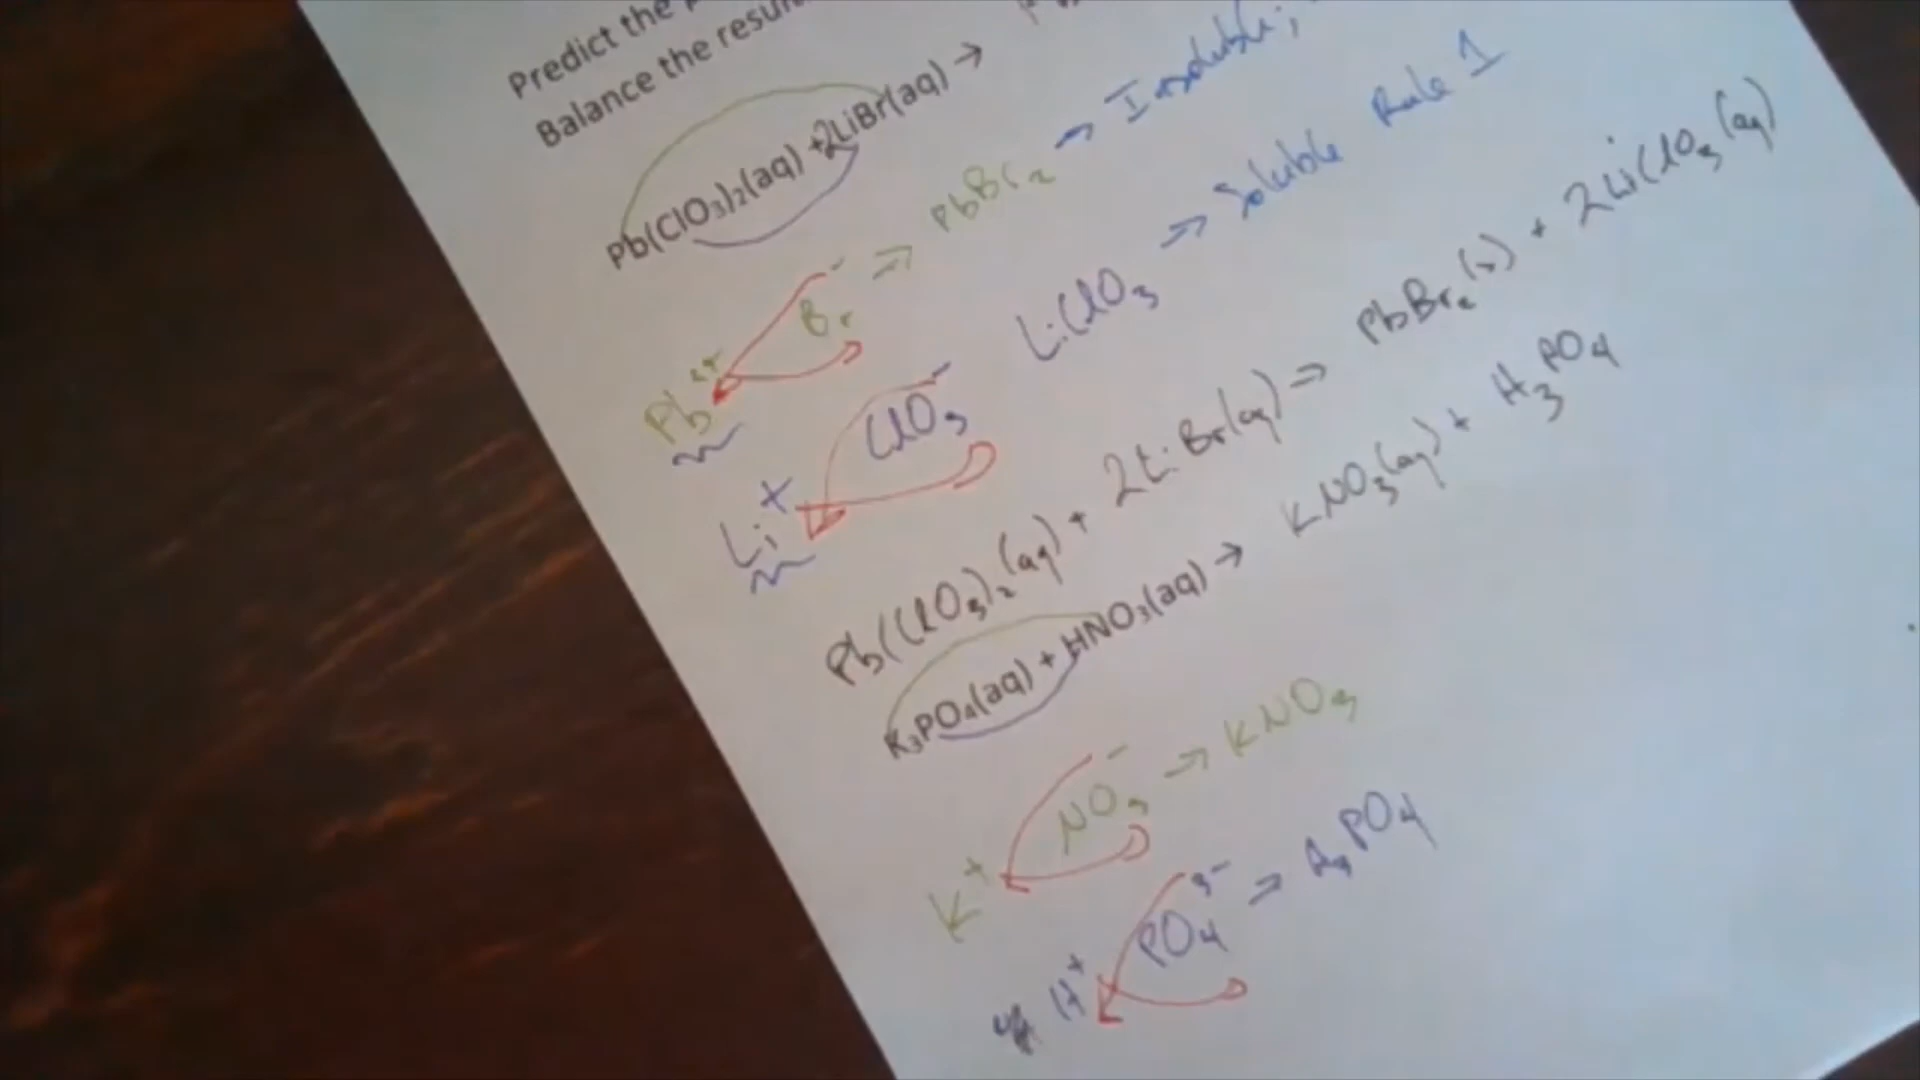 Predict the
Balance the resul
Pb(ClO₃)₂(aq) + 2LiBr(aq) →
Pb²⁺ Br⁻ ⇒ PbBr₂ → Insoluble;
Li⁺ ClO₃⁻ LiClO₃ ⇒ Soluble Rule 1
Pb(ClO₃)₂(aq) + 2LiBr(aq) ⇒ PbBr₂(s) + 2LiClO₃(aq)
K₃PO₄(aq) + HNO₃(aq) → KNO₃(aq) + H₃PO₄
K⁺ NO₃⁻ → KNO₃
H⁺ PO₄³⁻ ⇒ H₃PO₄